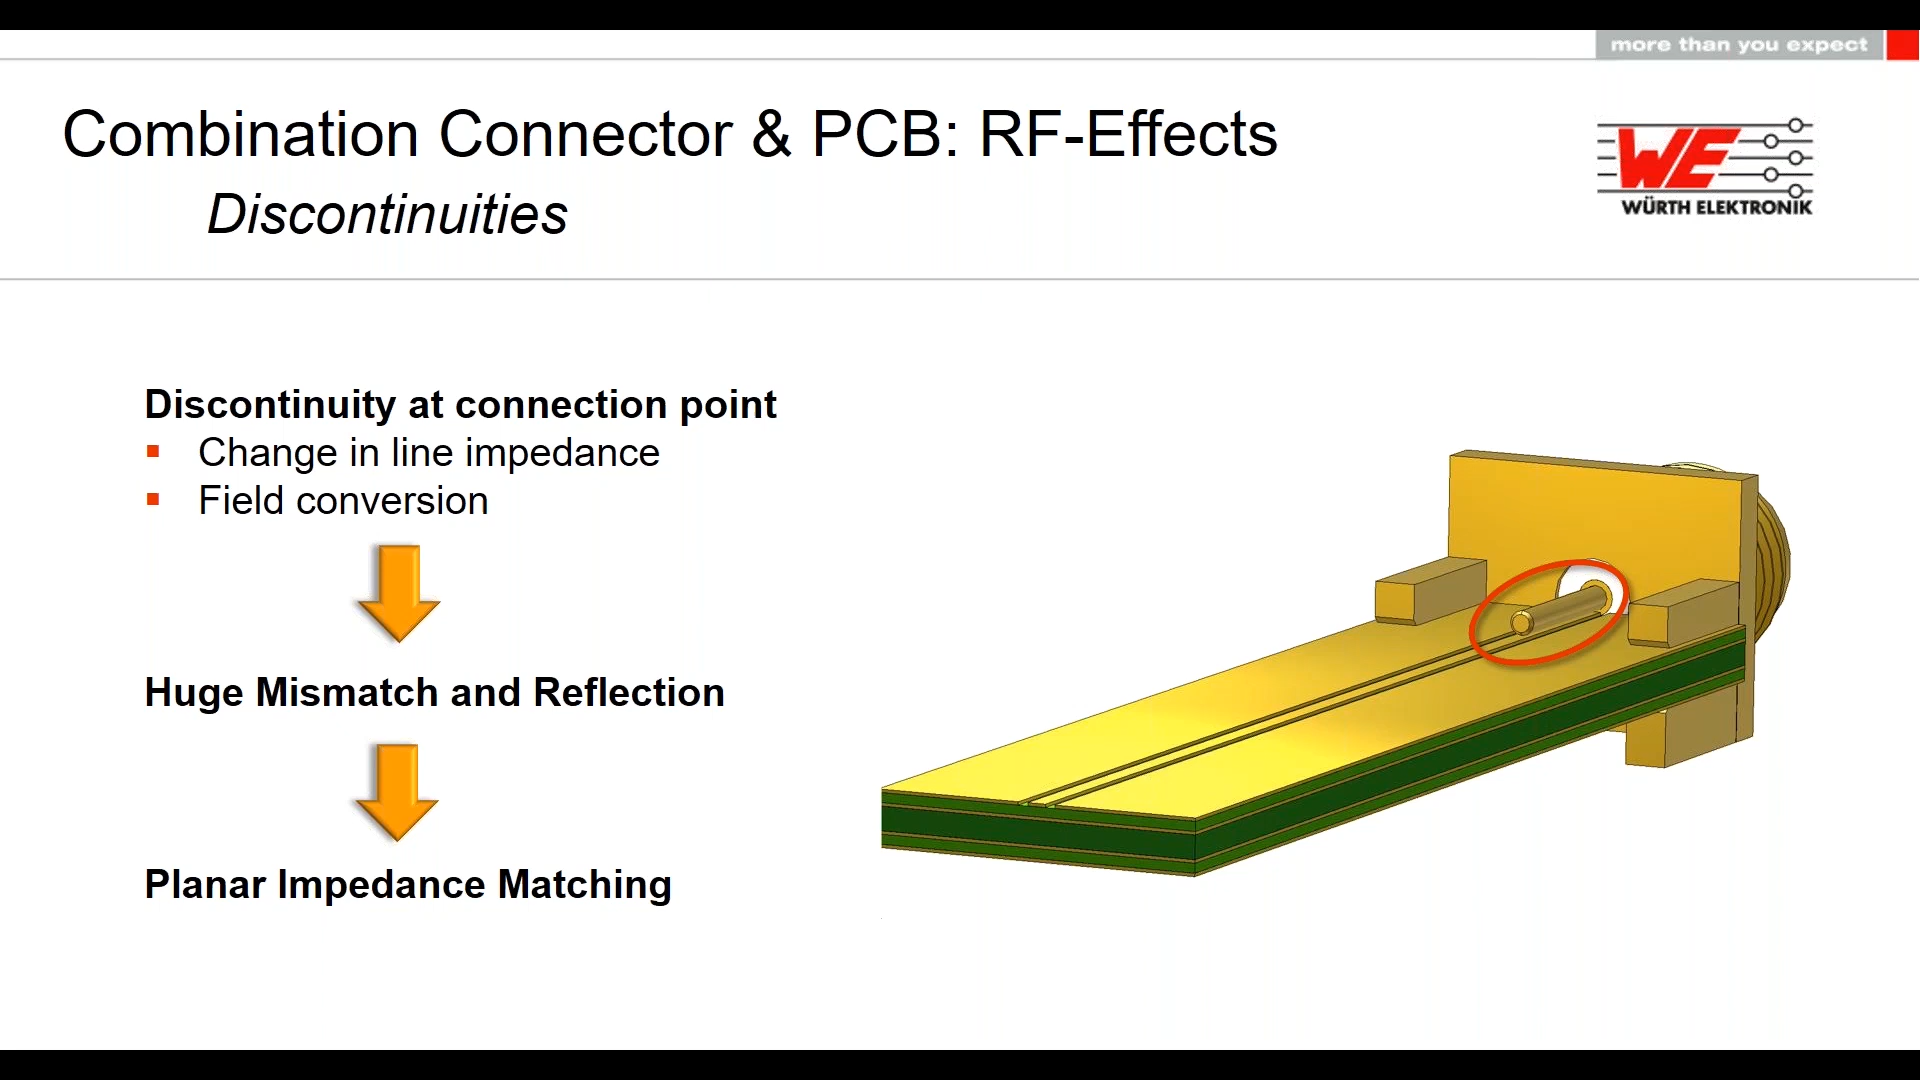 more than you expect
Combination Connector & PCB: RF-Effects
Discontinuities
WE
WÜRTH ELEKTRONIK
Discontinuity at connection point
Change in line impedance
Field conversion
Huge Mismatch and Reflection
Planar Impedance Matching